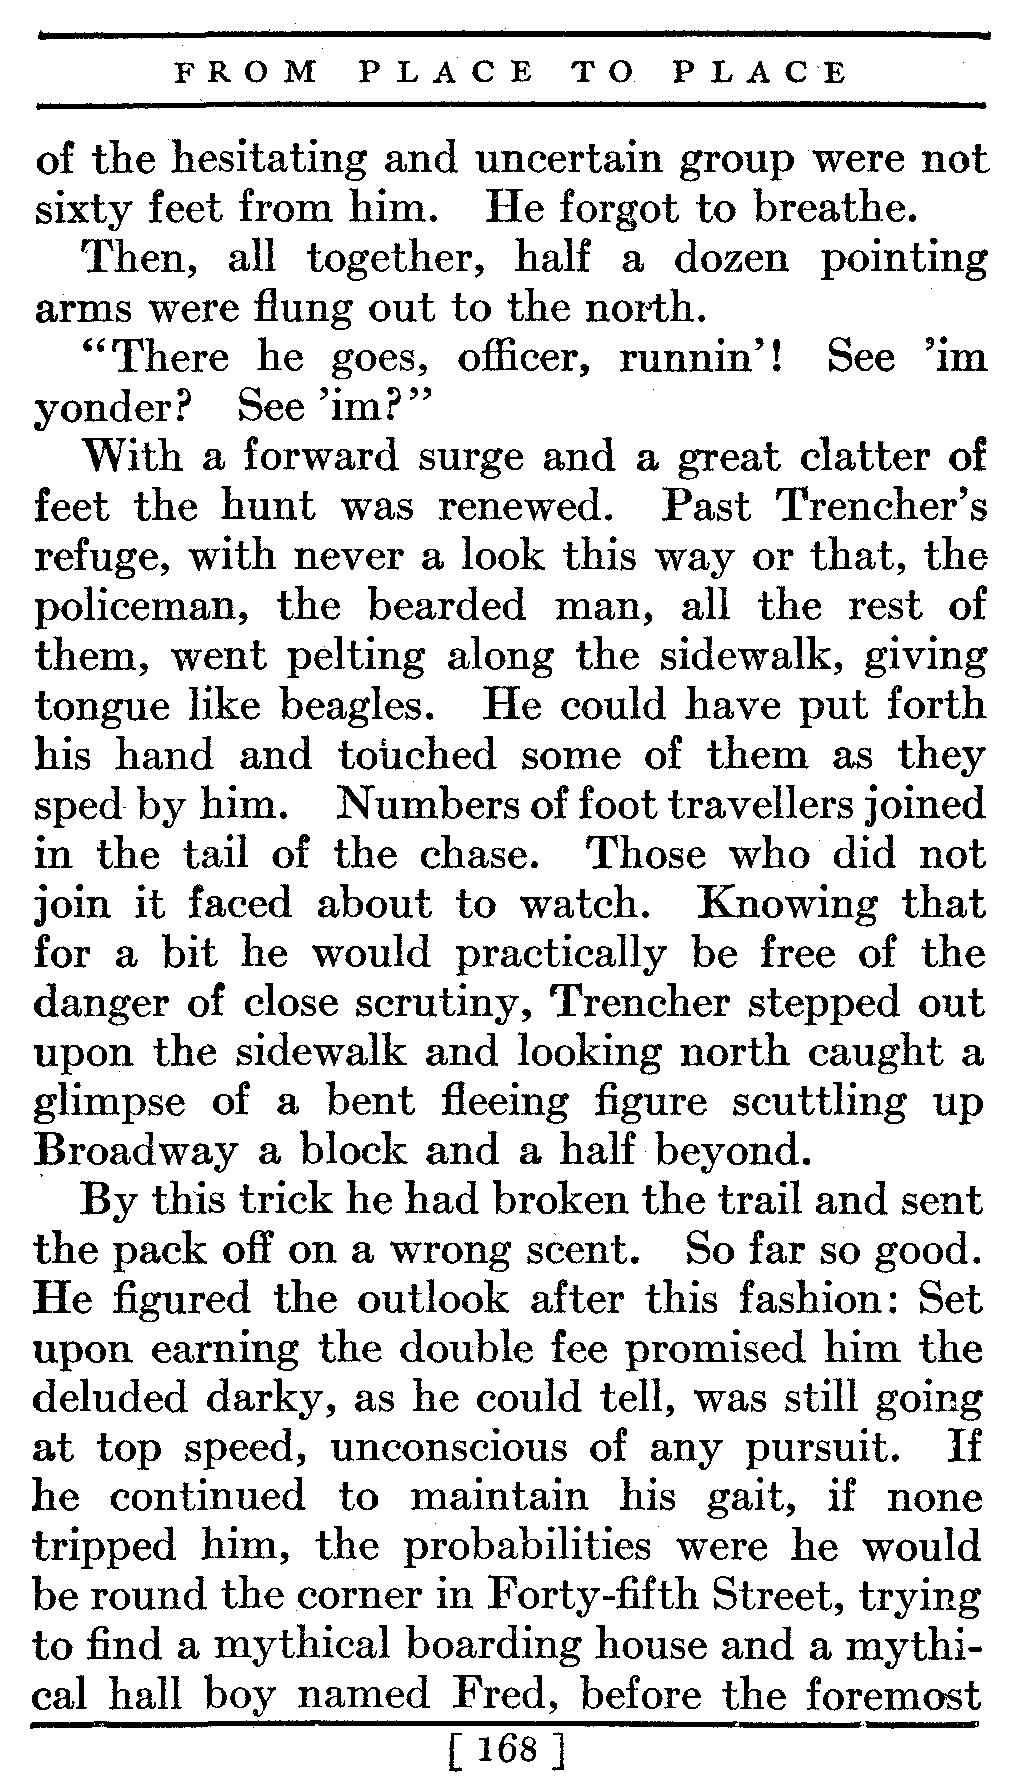 FROM PLACE TO PLACE
of the hesitating and uncertain group were not
sixty feet from him. He forgot to breathe.
Then, all together, half a dozen pointing
arms were flung out to the north.
“There he goes, officer, runnin’! See ’im
yonder? See ’im?”
With a forward surge and a great clatter of
feet the hunt was renewed. Past Trencher’s
refuge, with never a look this way or that, the
policeman, the bearded man, all the rest of
them, went pelting along the sidewalk, giving
tongue like beagles. He could have put forth
his hand and touched some of them as they
sped by him. Numbers of foot travellers joined
in the tail of the chase. Those who did not
join it faced about to watch. Knowing that
for a bit he would practically be free of the
danger of close scrutiny, Trencher stepped out
upon the sidewalk and looking north caught a
glimpse of a bent fleeing figure scuttling up
Broadway a block and a half beyond.
By this trick he had broken the trail and sent
the pack off on a wrong scent. So far so good.
He figured the outlook after this fashion: Set
upon earning the double fee promised him the
deluded darky, as he could tell, was still going
at top speed, unconscious of any pursuit. If
he continued to maintain his gait, if none
tripped him, the probabilities were he would
be round the corner in Forty-fifth Street, trying
to find a mythical boarding house and a mythi-
cal hall boy named Fred, before the foremost
[ 168 ]